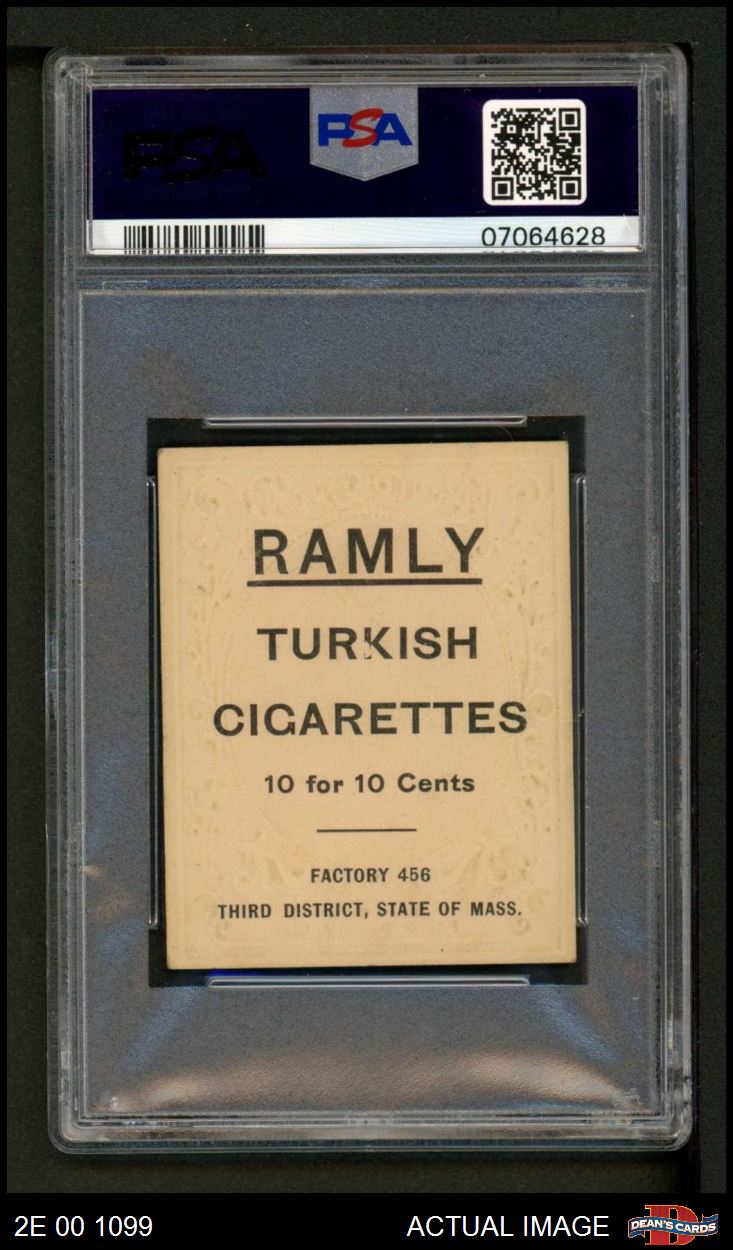 PSA
PSA
07064628
RAMLY
TURKISH
CIGARETTES
10 for 10 Cents
FACTORY 456
THIRD DISTRICT, STATE OF MASS.
2E 00 1099
ACTUAL IMAGE
DEAN'S CARDS